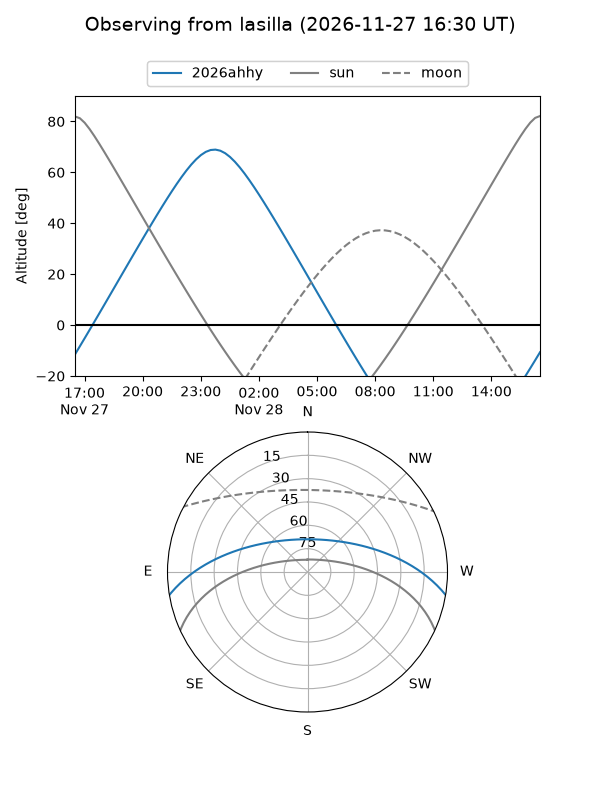 Observing from lasilla (2026-11-27 16:30 UT)
2026ahhy sun moon
Altitude [deg]
80
60
40
20
0
−20
17:00 20:00 23:00 02:00 05:00 08:00 11:00 14:00
Nov 27 Nov 28
N
NE NW
15
30
45
60
75
E W
SE SW
S